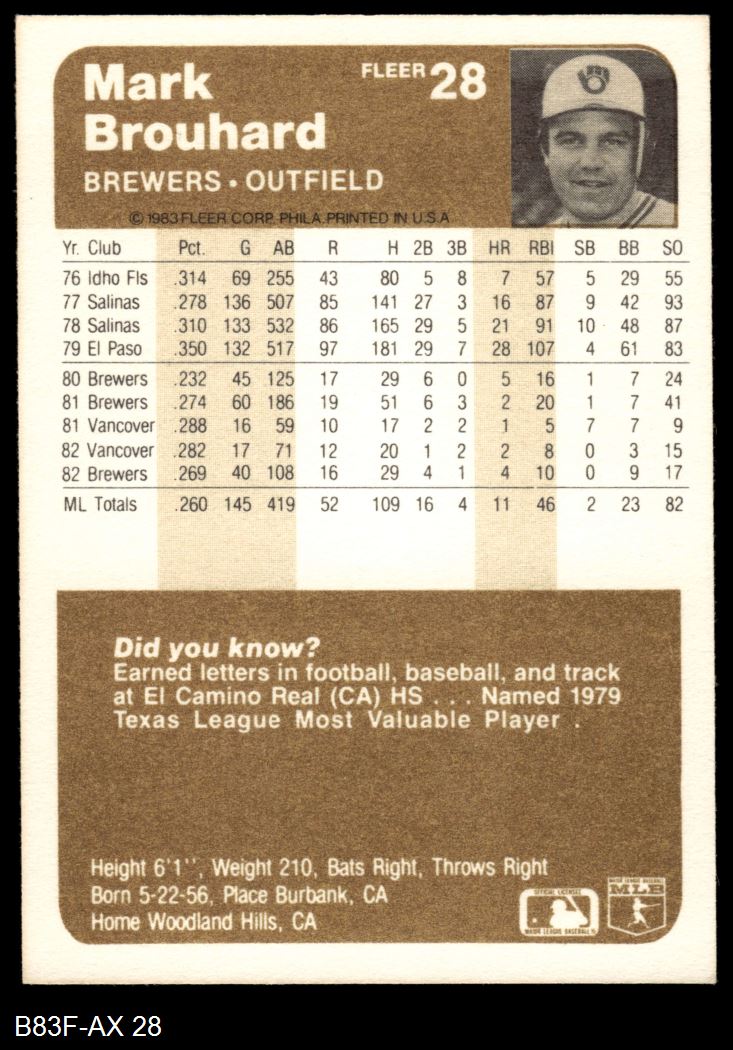 Mark
Brouhard
FLEER 28
BREWERS • OUTFIELD
© 1983 FLEER CORP. PHILA. PRINTED IN U.S.A
Yr. Club Pct. G AB R H 2B 3B HR RBI SB BB SO
76 Idho Fls .314 69 255 43 80 5 8 7 57 5 29 55
77 Salinas .278 136 507 85 141 27 3 16 87 9 42 93
78 Salinas .310 133 532 86 165 29 5 21 91 10 48 87
79 El Paso .350 132 517 97 181 29 7 28 107 4 61 83
80 Brewers .232 45 125 17 29 6 0 5 16 1 7 24
81 Brewers .274 60 186 19 51 6 3 2 20 1 7 41
81 Vancover .288 16 59 10 17 2 2 1 5 7 7 9
82 Vancover .282 17 71 12 20 1 2 2 8 0 3 15
82 Brewers .269 40 108 16 29 4 1 4 10 0 9 17
ML Totals .260 145 419 52 109 16 4 11 46 2 23 82
Did you know?
Earned letters in football, baseball, and track
at El Camino Real (CA) HS . . . Named 1979
Texas League Most Valuable Player .
Height 6'1'', Weight 210, Bats Right, Throws Right
Born 5-22-56, Place Burbank, CA
Home Woodland Hills, CA
OFFICIAL LICENSEE
MAJOR LEAGUE BASEBALL
MAJOR LEAGUE BASEBALL
MLB
B83F-AX 28